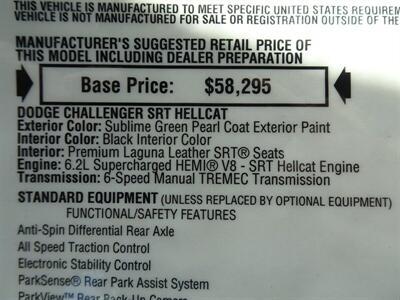 THIS VEHICLE IS MANUFACTURED TO MEET SPECIFIC UNITED STATES
VEHICLE IS NOT MANUFACTURED FOR SALE OR REGISTRATION OUTSIDE OF THE
MANUFACTURER'S SUGGESTED RETAIL PRICE OF
THIS MODEL INCLUDING DEALER PREPARATION
Base Price: $58,295
DODGE CHALLENGER SRT HELLCAT
Exterior Color: Sublime Green Pearl Coat Exterior Paint
Interior Color: Black Interior Color
Interior: Premium Laguna Leather SRT® Seats
Engine: 6.2L Supercharged HEMI® V8 - SRT Hellcat Engine
Transmission: 6-Speed Manual TREMEC Transmission
STANDARD EQUIPMENT (UNLESS REPLACED BY OPTIONAL EQUIPMENT)
FUNCTIONAL/SAFETY FEATURES
Anti-Spin Differential Rear Axle
All Speed Traction Control
Electronic Stability Control
ParkSense® Rear Park Assist System
ParkView™ Rear Back-Up Camera